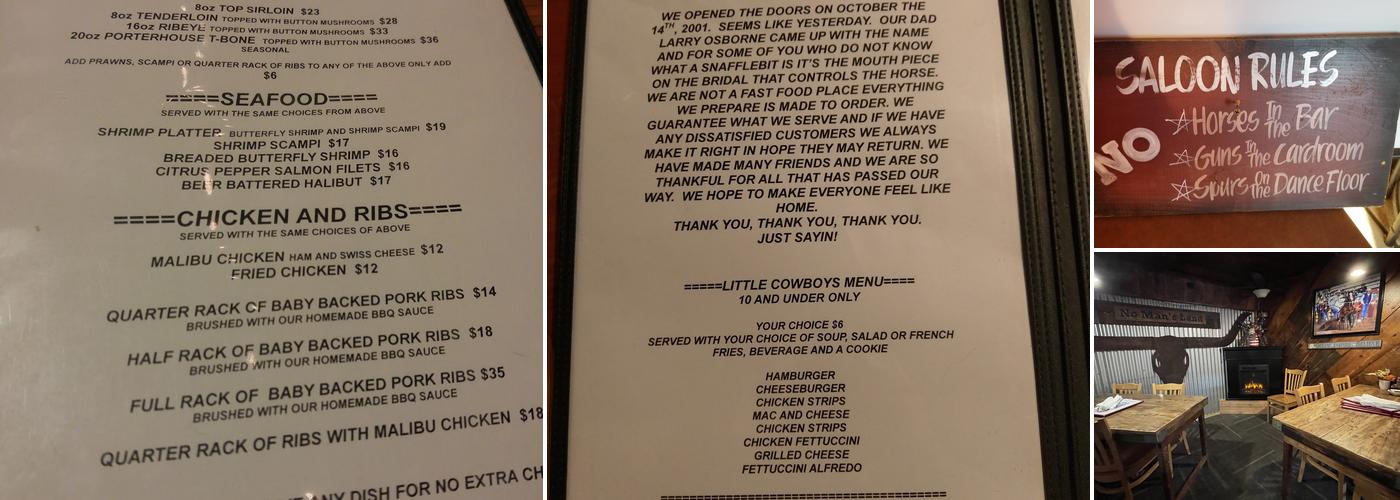 8oz TOP SIRLOIN $23
8oz TENDERLOIN TOPPED WITH BUTTON MUSHROOMS $28
16oz RIBEYE TOPPED WITH BUTTON MUSHROOMS $33
20oz PORTERHOUSE T-BONE TOPPED WITH BUTTON MUSHROOMS $36
SEASONAL
ADD PRAWNS, SCAMPI OR QUARTER RACK OF RIBS TO ANY OF THE ABOVE ONLY ADD
$6
====SEAFOOD====
SERVED WITH THE SAME CHOICES FROM ABOVE
SHRIMP PLATTER BUTTERFLY SHRIMP AND SHRIMP SCAMPI $19
SHRIMP SCAMPI $17
BREADED BUTTERFLY SHRIMP $16
CITRUS PEPPER SALMON FILETS $16
BEER BATTERED HALIBUT $17
====CHICKEN AND RIBS====
SERVED WITH THE SAME CHOICES OF ABOVE
MALIBU CHICKEN HAM AND SWISS CHEESE $12
FRIED CHICKEN $12
QUARTER RACK OF BABY BACKED PORK RIBS $14
BRUSHED WITH OUR HOMEMADE BBQ SAUCE
HALF RACK OF BABY BACKED PORK RIBS $18
BRUSHED WITH OUR HOMEMADE BBQ SAUCE
FULL RACK OF BABY BACKED PORK RIBS $35
BRUSHED WITH OUR HOMEMADE BBQ SAUCE
QUARTER RACK OF RIBS WITH MALIBU CHICKEN $18
ANY DISH FOR NO EXTRA CH
WE OPENED THE DOORS ON OCTOBER THE
14TH, 2001. SEEMS LIKE YESTERDAY. OUR DAD
LARRY OSBORNE CAME UP WITH THE NAME
AND FOR SOME OF YOU WHO DO NOT KNOW
WHAT A SNAFFLEBIT IS IT'S THE MOUTH PIECE
ON THE BRIDAL THAT CONTROLS THE HORSE.
WE ARE NOT A FAST FOOD PLACE EVERYTHING
WE PREPARE IS MADE TO ORDER. WE
GUARANTEE WHAT WE SERVE AND IF WE HAVE
ANY DISSATISFIED CUSTOMERS WE ALWAYS
MAKE IT RIGHT IN HOPE THEY MAY RETURN. WE
HAVE MADE MANY FRIENDS AND WE ARE SO
THANKFUL FOR ALL THAT HAS PASSED OUR
WAY. WE HOPE TO MAKE EVERYONE FEEL LIKE
HOME.
THANK YOU, THANK YOU, THANK YOU.
JUST SAYIN!
=====LITTLE COWBOYS MENU====
10 AND UNDER ONLY
YOUR CHOICE $6
SERVED WITH YOUR CHOICE OF SOUP, SALAD OR FRENCH
FRIES, BEVERAGE AND A COOKIE
HAMBURGER
CHEESEBURGER
CHICKEN STRIPS
MAC AND CHEESE
CHICKEN STRIPS
CHICKEN FETTUCCINI
GRILLED CHEESE
FETTUCCINI ALFREDO
SALOON RULES
NO
Horses In the Bar
Guns In the Cardroom
Spurs On the Dance Floor
No Man's Land